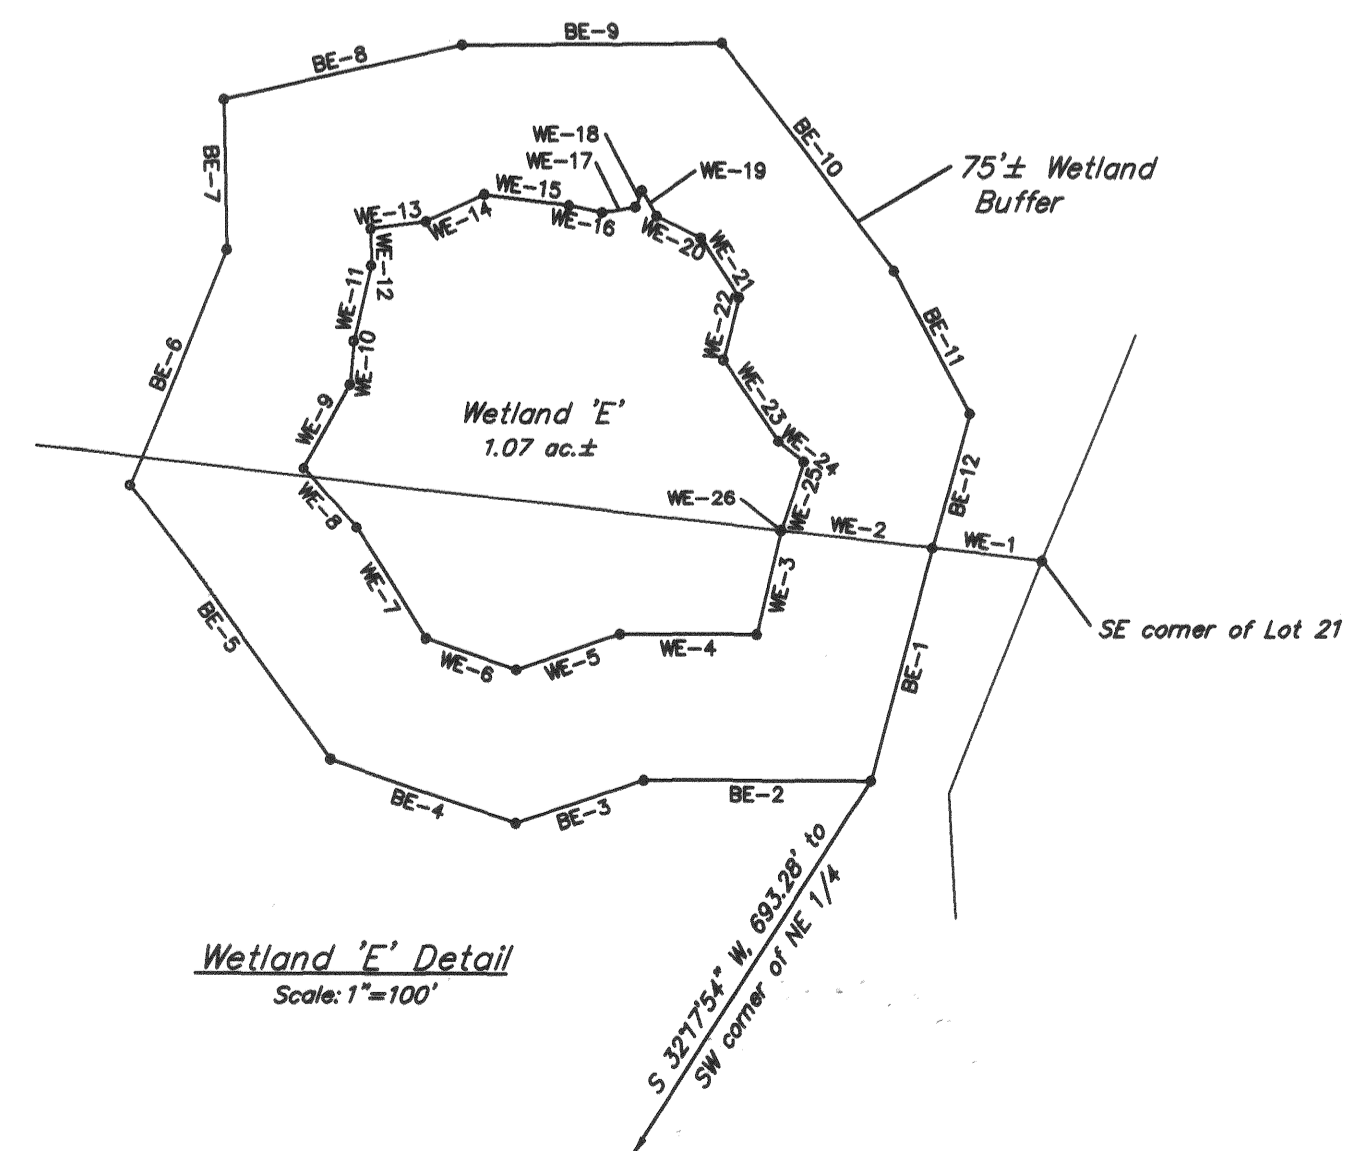 BE-9
BE-8
BE-7
BE-10
75'± Wetland
Buffer
WE-18
WE-17
WE-19
WE-15
WE-13
WE-14
WE-16
WE-20
WE-21
WE-12
WE-11
WE-22
WE-10
BE-11
BE-6
WE-9
WE-23
Wetland 'E'
1.07 ac.±
WE-24
WE-25
WE-26
BE-12
WE-8
WE-2
WE-1
WE-7
WE-3
BE-5
SE corner of Lot 21
WE-6
WE-5
WE-4
BE-1
BE-4
BE-3
BE-2
S 32°17'54" W, 693.28' to
SW corner of NE 1/4
Wetland 'E' Detail
Scale: 1"=100'